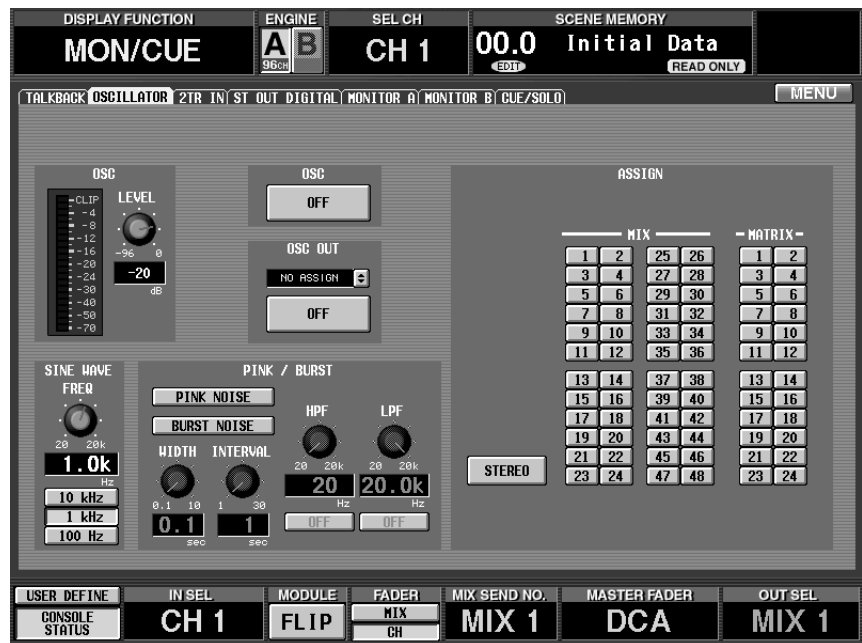 DISPLAY FUNCTION ENGINE SEL CH SCENE MEMORY
MON/CUE A B 96CH CH 1 00.0 Initial Data
EDIT READ ONLY
TALKBACK OSCILLATOR 2TR IN ST OUT DIGITAL MONITOR A MONITOR B CUE/SOLO MENU
OSC
CLIP
-4
-8
-12
-16
-20
-24
-30
-40
-50
-70
LEVEL
-96 0
-20
dB
OSC
OFF
OSC OUT
NO ASSIGN
OFF
SINE WAVE
FREQ
20 20k
1.0k
Hz
10 kHz
1 kHz
100 Hz
PINK / BURST
PINK NOISE
BURST NOISE
WIDTH INTERVAL
0.1 10 1 30
0.1 1
sec sec
HPF LPF
20 20k 20 20k
20 20.0k
Hz Hz
OFF OFF
ASSIGN
STEREO
MIX MATRIX
1 2 25 26 1 2
3 4 27 28 3 4
5 6 29 30 5 6
7 8 31 32 7 8
9 10 33 34 9 10
11 12 35 36 11 12
13 14 37 38 13 14
15 16 39 40 15 16
17 18 41 42 17 18
19 20 43 44 19 20
21 22 45 46 21 22
23 24 47 48 23 24
USER DEFINE IN SEL MODULE FADER MIX SEND NO. MASTER FADER OUT SEL
CONSOLE STATUS CH 1 FLIP MIX CH MIX 1 DCA MIX 1